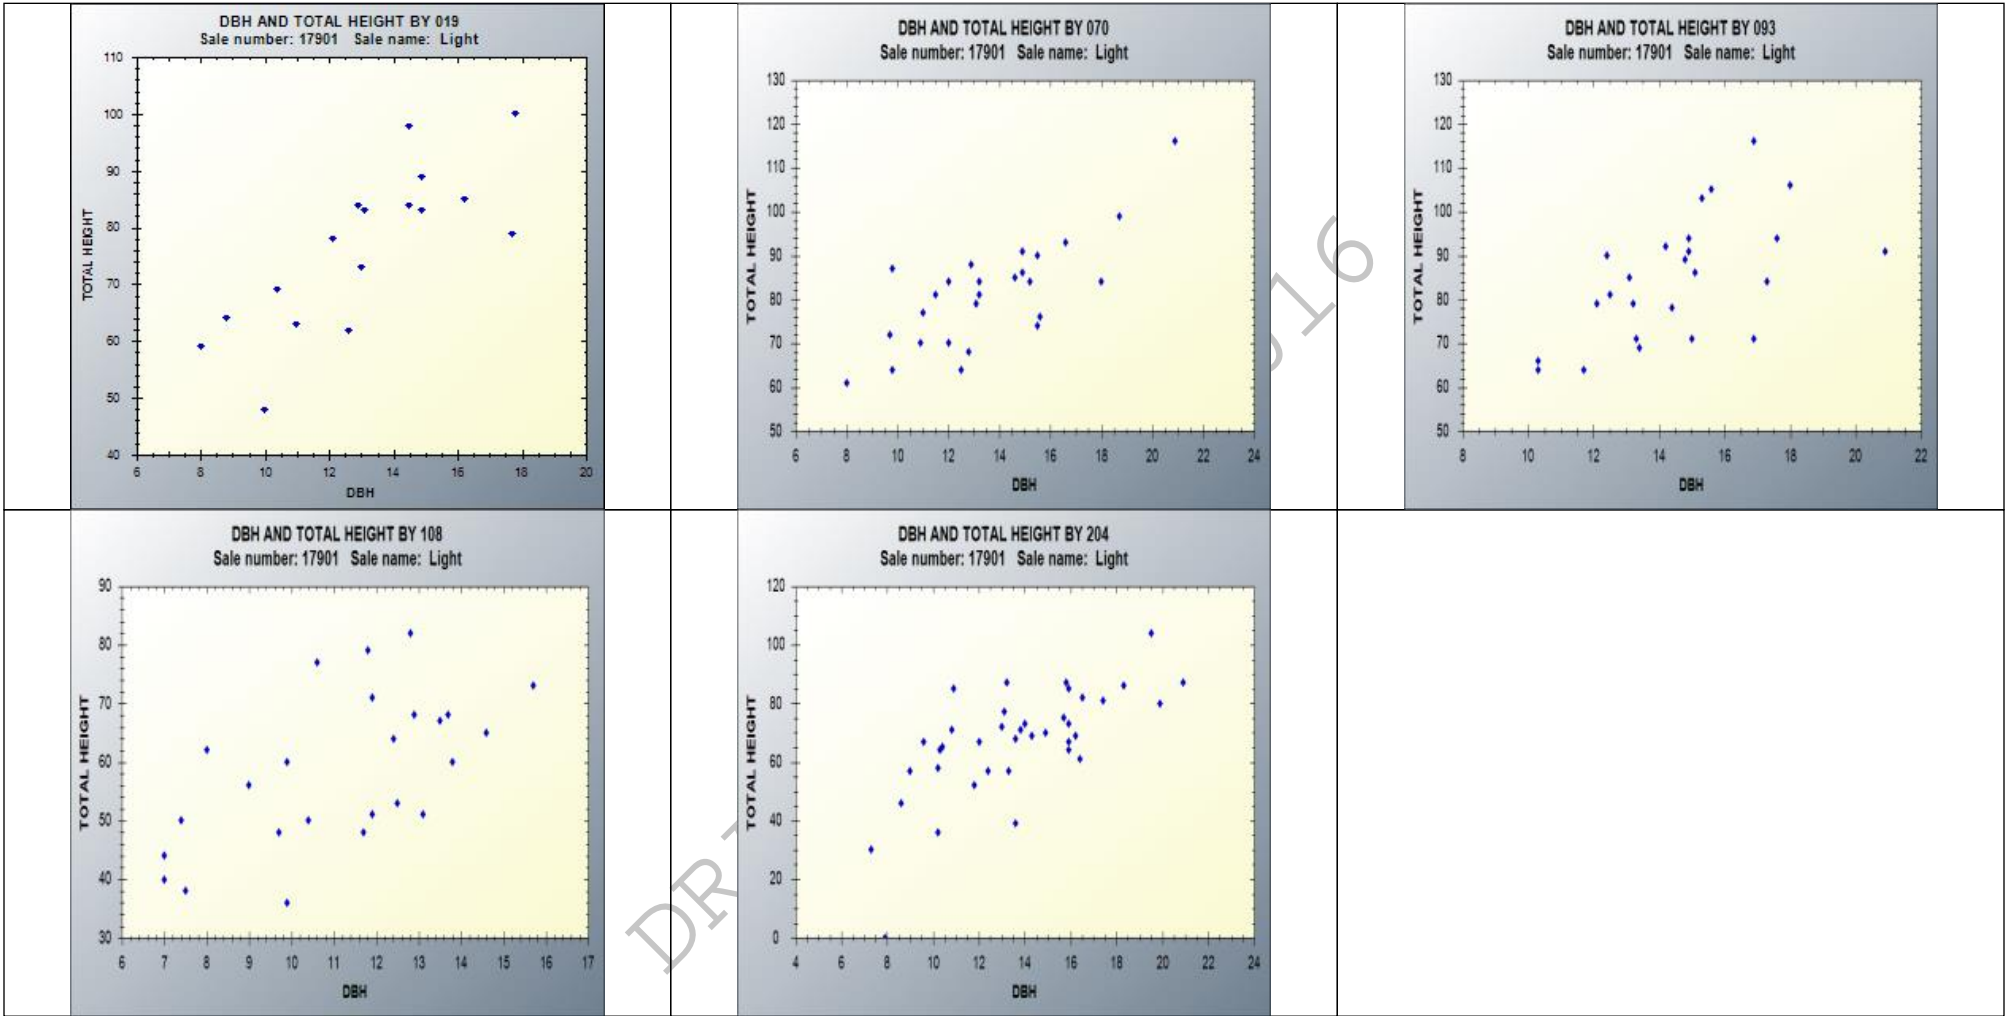 DBH AND TOTAL HEIGHT BY 019
Sale number: 17901 Sale name: Light
TOTAL HEIGHT
110
100
90
80
70
60
50
40
6 8 10 12 14 16 18 20
DBH
DBH AND TOTAL HEIGHT BY 070
Sale number: 17901 Sale name: Light
TOTAL HEIGHT
130
120
110
100
90
80
70
60
50
6 8 10 12 14 16 18 20 22 24
DBH
DBH AND TOTAL HEIGHT BY 093
Sale number: 17901 Sale name: Light
TOTAL HEIGHT
130
120
110
100
90
80
70
60
50
8 10 12 14 16 18 20 22
DBH
DBH AND TOTAL HEIGHT BY 108
Sale number: 17901 Sale name: Light
TOTAL HEIGHT
90
80
70
60
50
40
30
6 7 8 9 10 11 12 13 14 15 16 17
DBH
DBH AND TOTAL HEIGHT BY 204
Sale number: 17901 Sale name: Light
TOTAL HEIGHT
120
100
80
60
40
20
0
4 6 8 10 12 14 16 18 20 22 24
DBH